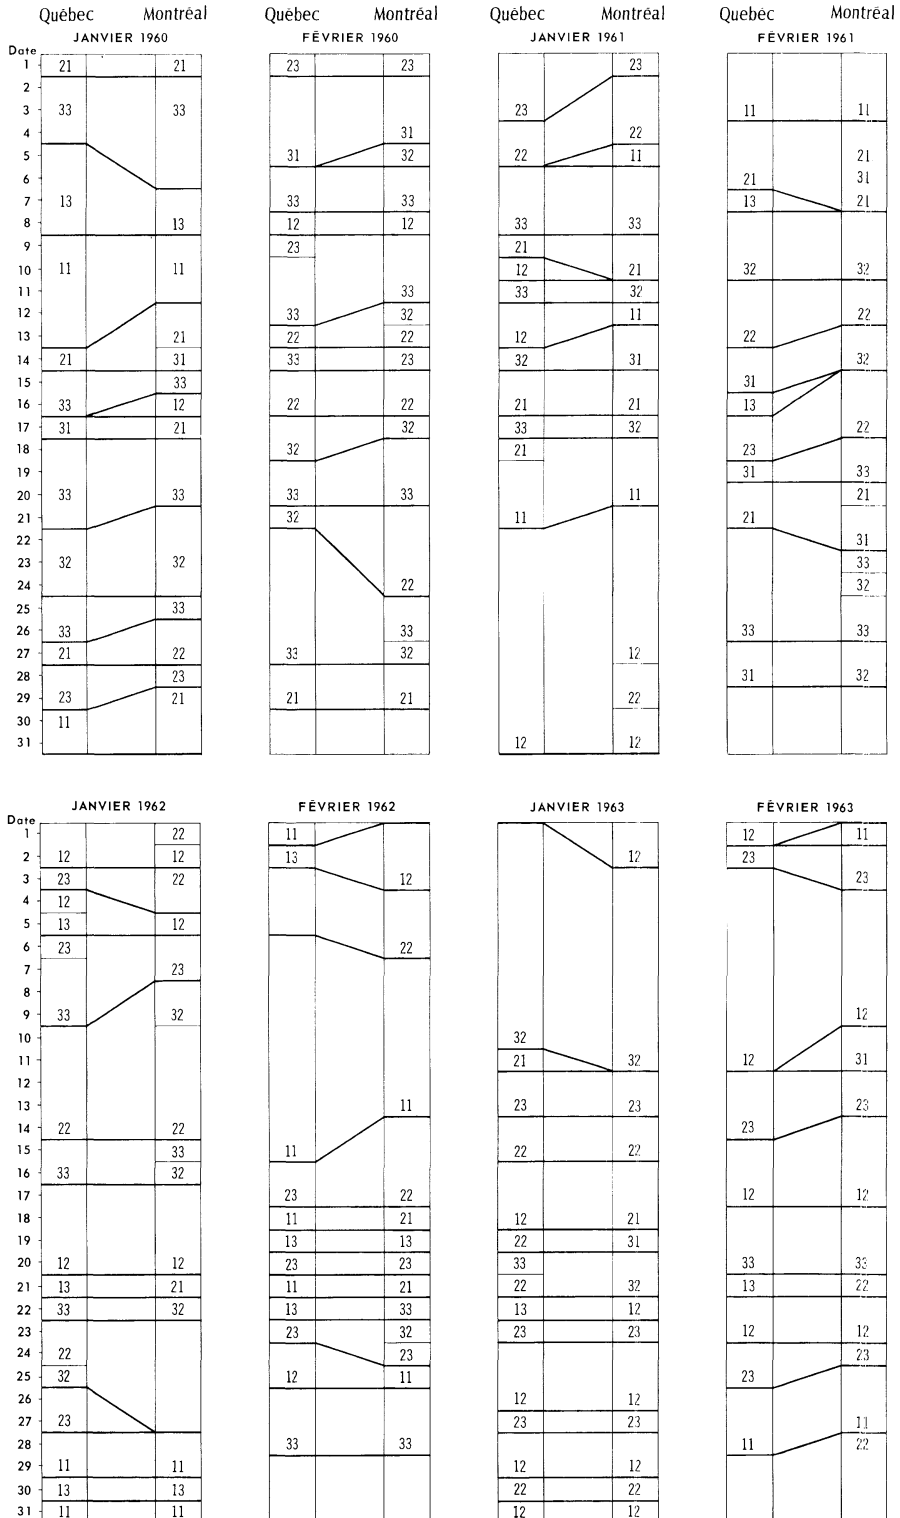 Québec Montréal Québec Montréal Québec Montréal Québec Montréal
JANVIER 1960 FÉVRIER 1960 JANVIER 1961 FÉVRIER 1961
Date
1 21 21 23 23 23
2
3 33 33 23 11 11
4 31 22
5 31 32 22 11 21
6 21 31
7 13 33 33 13 21
8 13 12 12 33 33
9 23 21
10 11 11 12 21 32 32
11 33 33 32
12 33 32 11 22
13 21 22 22 12 22
14 21 31 33 23 32 31 32
15 33 31
16 33 12 22 22 21 21 13
17 31 21 32 33 32 22
18 32 21 23
19 31 33
20 33 33 33 33 11 21
21 32 11 21
22 31
23 32 32 33
24 22 32
25 33
26 33 33 33 33
27 21 22 33 32 12
28 23 31 32
29 23 21 21 21 22
30 11
31 12 12
JANVIER 1962 FÉVRIER 1962 JANVIER 1963 FÉVRIER 1963
Date
1 22 11 12 11
2 12 12 13 12 23
3 23 22 12 23
4 12
5 13 12
6 23 22
7 23
8
9 33 32 12
10 32
11 21 32 12 31
12
13 11 23 23 23
14 22 22 23
15 33 11 22 22
16 33 32
17 23 22 12 12
18 11 21 12 21
19 13 13 22 31
20 12 12 23 23 33 33 33
21 13 21 11 21 22 32 13 22
22 33 32 13 33 13 12
23 23 32 23 23 12 12
24 22 23 23
25 32 12 11 23
26 12 12
27 23 23 23 11
28 33 33 11 22
29 11 11 12 12
30 13 13 22 22
31 11 11 12 12